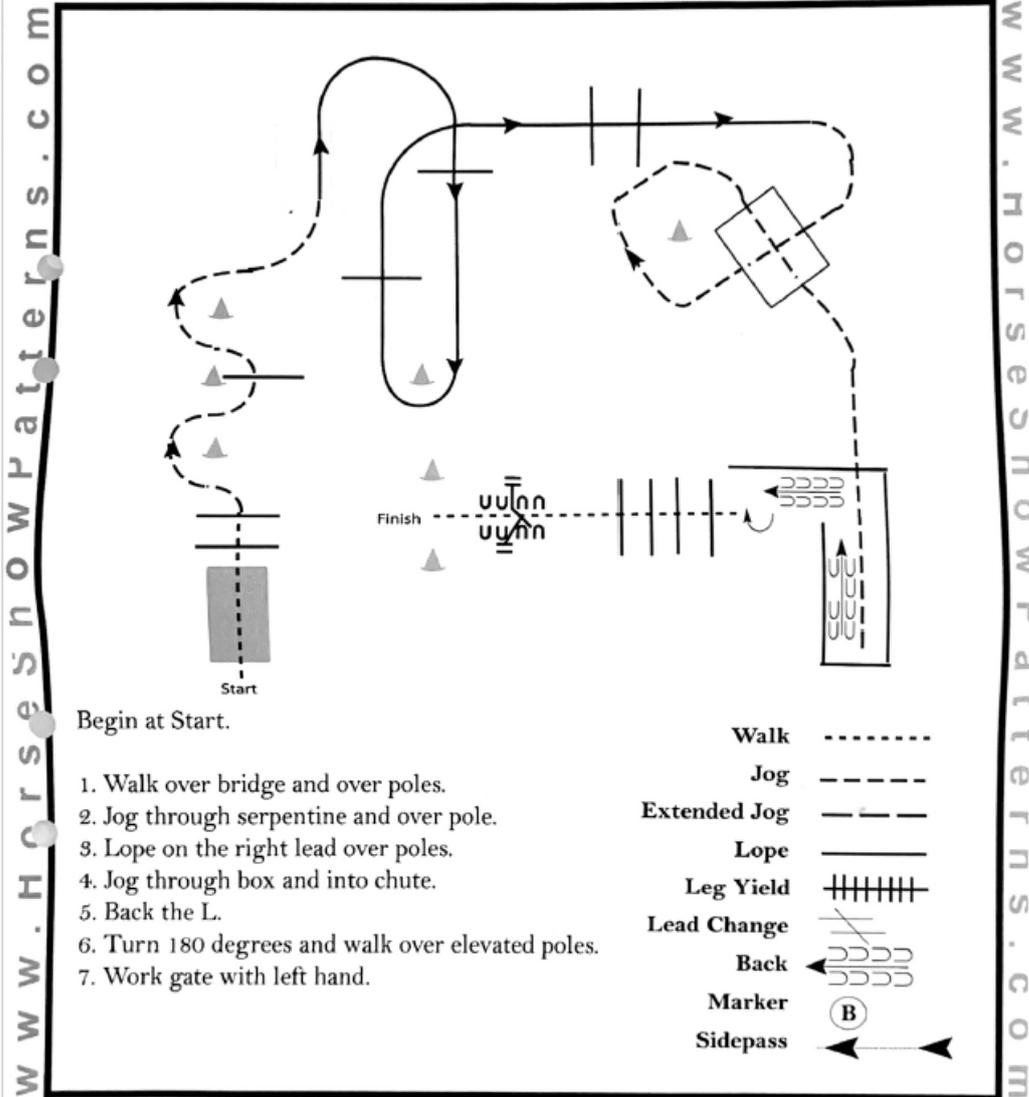 www.HorseShowPatterns.com
www.HorseShowPatterns.com
Finish
Start
Begin at Start.
1. Walk over bridge and over poles.
2. Jog through serpentine and over pole.
3. Lope on the right lead over poles.
4. Jog through box and into chute.
5. Back the L.
6. Turn 180 degrees and walk over elevated poles.
7. Work gate with left hand.
Walk
Jog
Extended Jog
Lope
Leg Yield
Lead Change
Back
Marker
B
Sidepass